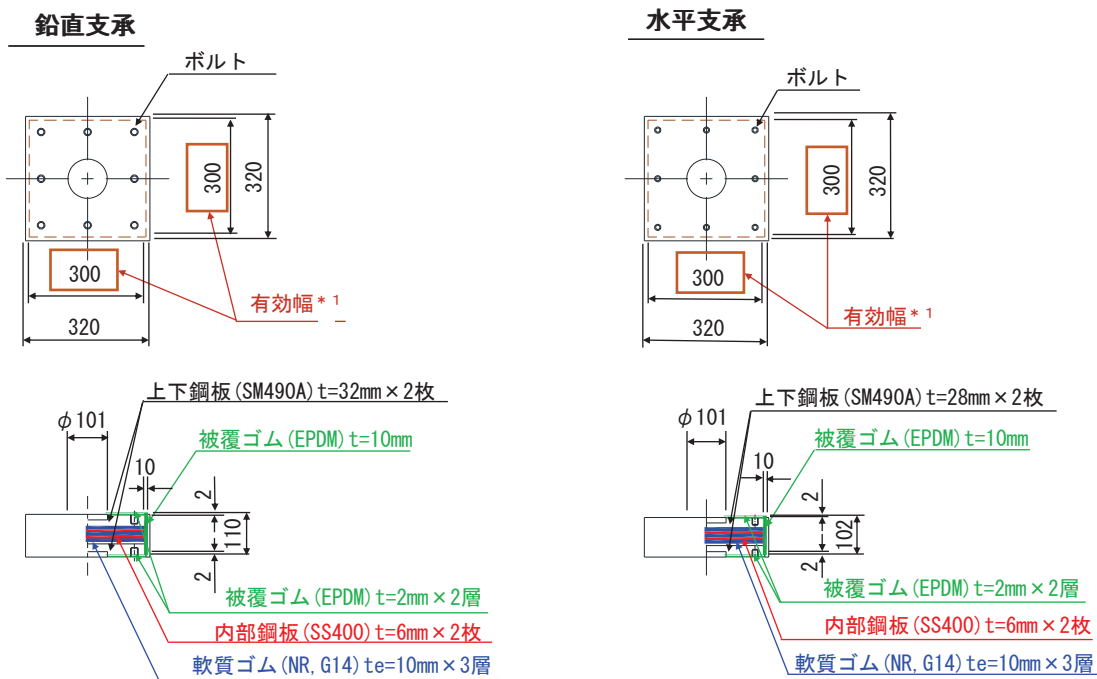 鉛直支承
ボルト
300
320
300
有効幅*1
320
上下鋼板(SM490A)t=32mm×2枚
φ101
被覆ゴム(EPDM)t=10mm
10
2
110
2
被覆ゴム(EPDM)t=2mm×2層
内部鋼板(SS400)t=6mm×2枚
軟質ゴム(NR,G14)te=10mm×3層
水平支承
ボルト
300
320
300
有効幅*1
320
上下鋼板(SM490A)t=28mm×2枚
φ101
被覆ゴム(EPDM)t=10mm
10
2
102
2
被覆ゴム(EPDM)t=2mm×2層
内部鋼板(SS400)t=6mm×2枚
軟質ゴム(NR,G14)te=10mm×3層